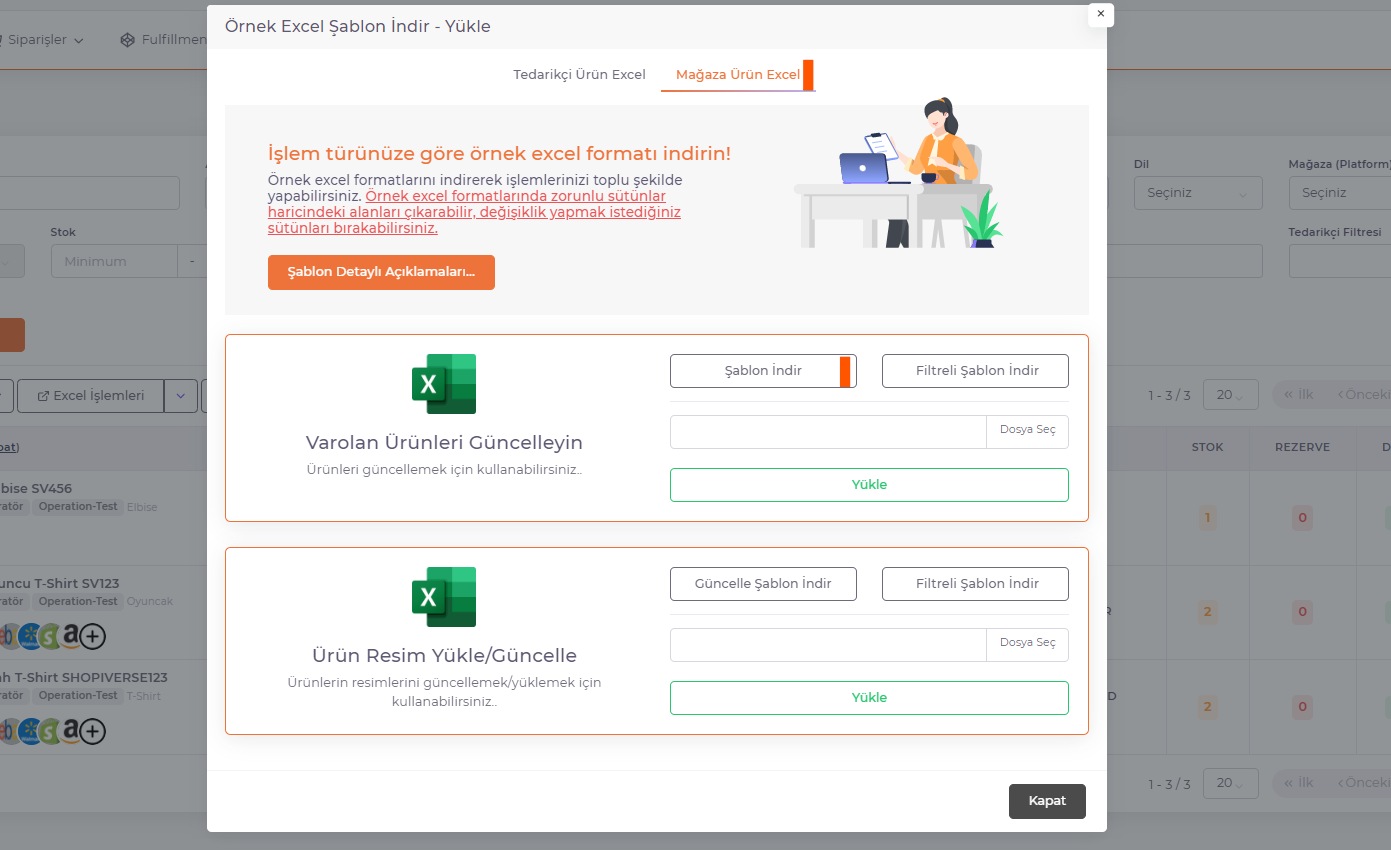 Örnek Excel Şablon İndir - Yükle
×
Siparişler
Fulfillmen
Tedarikçi Ürün Excel
Mağaza Ürün Excel
İşlem türünüze göre örnek excel formatı indirin!
Örnek excel formatlarını indirerek işlemlerinizi toplu şekilde
yapabilirsiniz. Örnek excel formatlarında zorunlu sütünlar
haricindeki alanları çıkarabilir, değişiklik yapmak istediğiniz
sütünları bırakabilirsiniz.
Şablon Detaylı Açıklamaları...
Dil
Mağaza (Platform)
Seçiniz
Seçiniz
Stok
Minimum
-
Tedarikçi Filtresi
Varolan Ürünleri Güncelleyin
Ürünleri güncellemek için kullanabilirsiniz..
Şablon İndir
Filtreli Şablon İndir
Dosya Seç
Yükle
Excel İşlemleri
1 - 3 / 3
20
« İlk
‹ Önceki
pat)
STOK
REZERVE
D
bise SV456
ratör
Operation-Test
Elbise
1
0
Ürün Resim Yükle/Güncelle
Ürünlerin resimlerini güncellemek/yüklemek için
kullanabilirsiniz..
Güncelle Şablon İndir
Filtreli Şablon İndir
Dosya Seç
Yükle
uncu T-Shirt SV123
ratör
Operation-Test
Oyuncak
R
2
0
ah T-Shirt SHOPIVERSE123
ratör
Operation-Test
T-Shirt
D
2
0
1 - 3 / 3
20
« İlk
‹ Önceki
Kapat